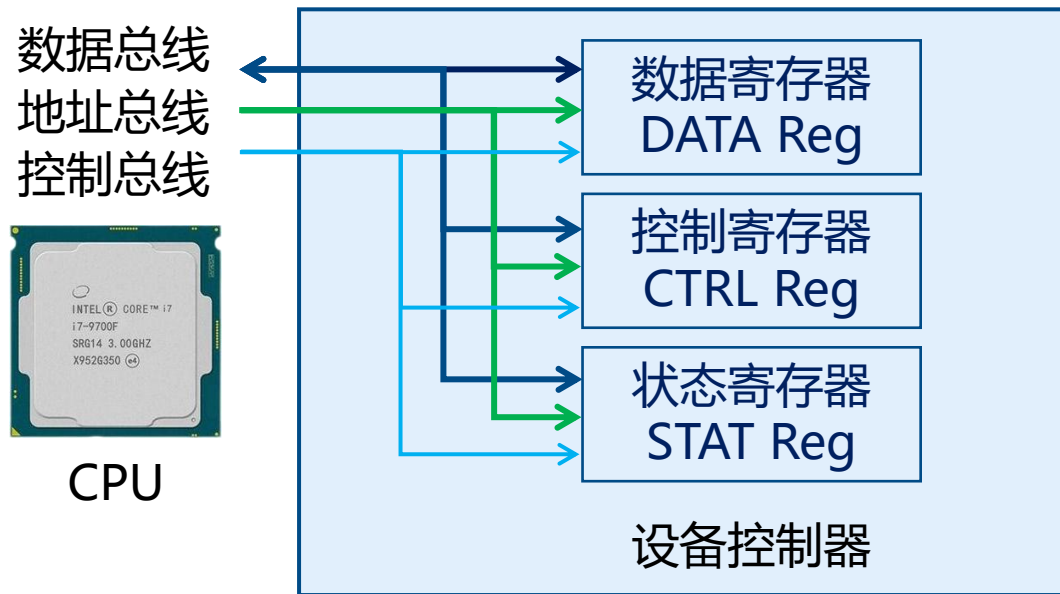 数据总线
地址总线
控制总线
INTEL® CORE™ i7
i7-9700F
SRG14 3.00GHZ
X952G350 e4
CPU
数据寄存器
DATA Reg
控制寄存器
CTRL Reg
状态寄存器
STAT Reg
设备控制器